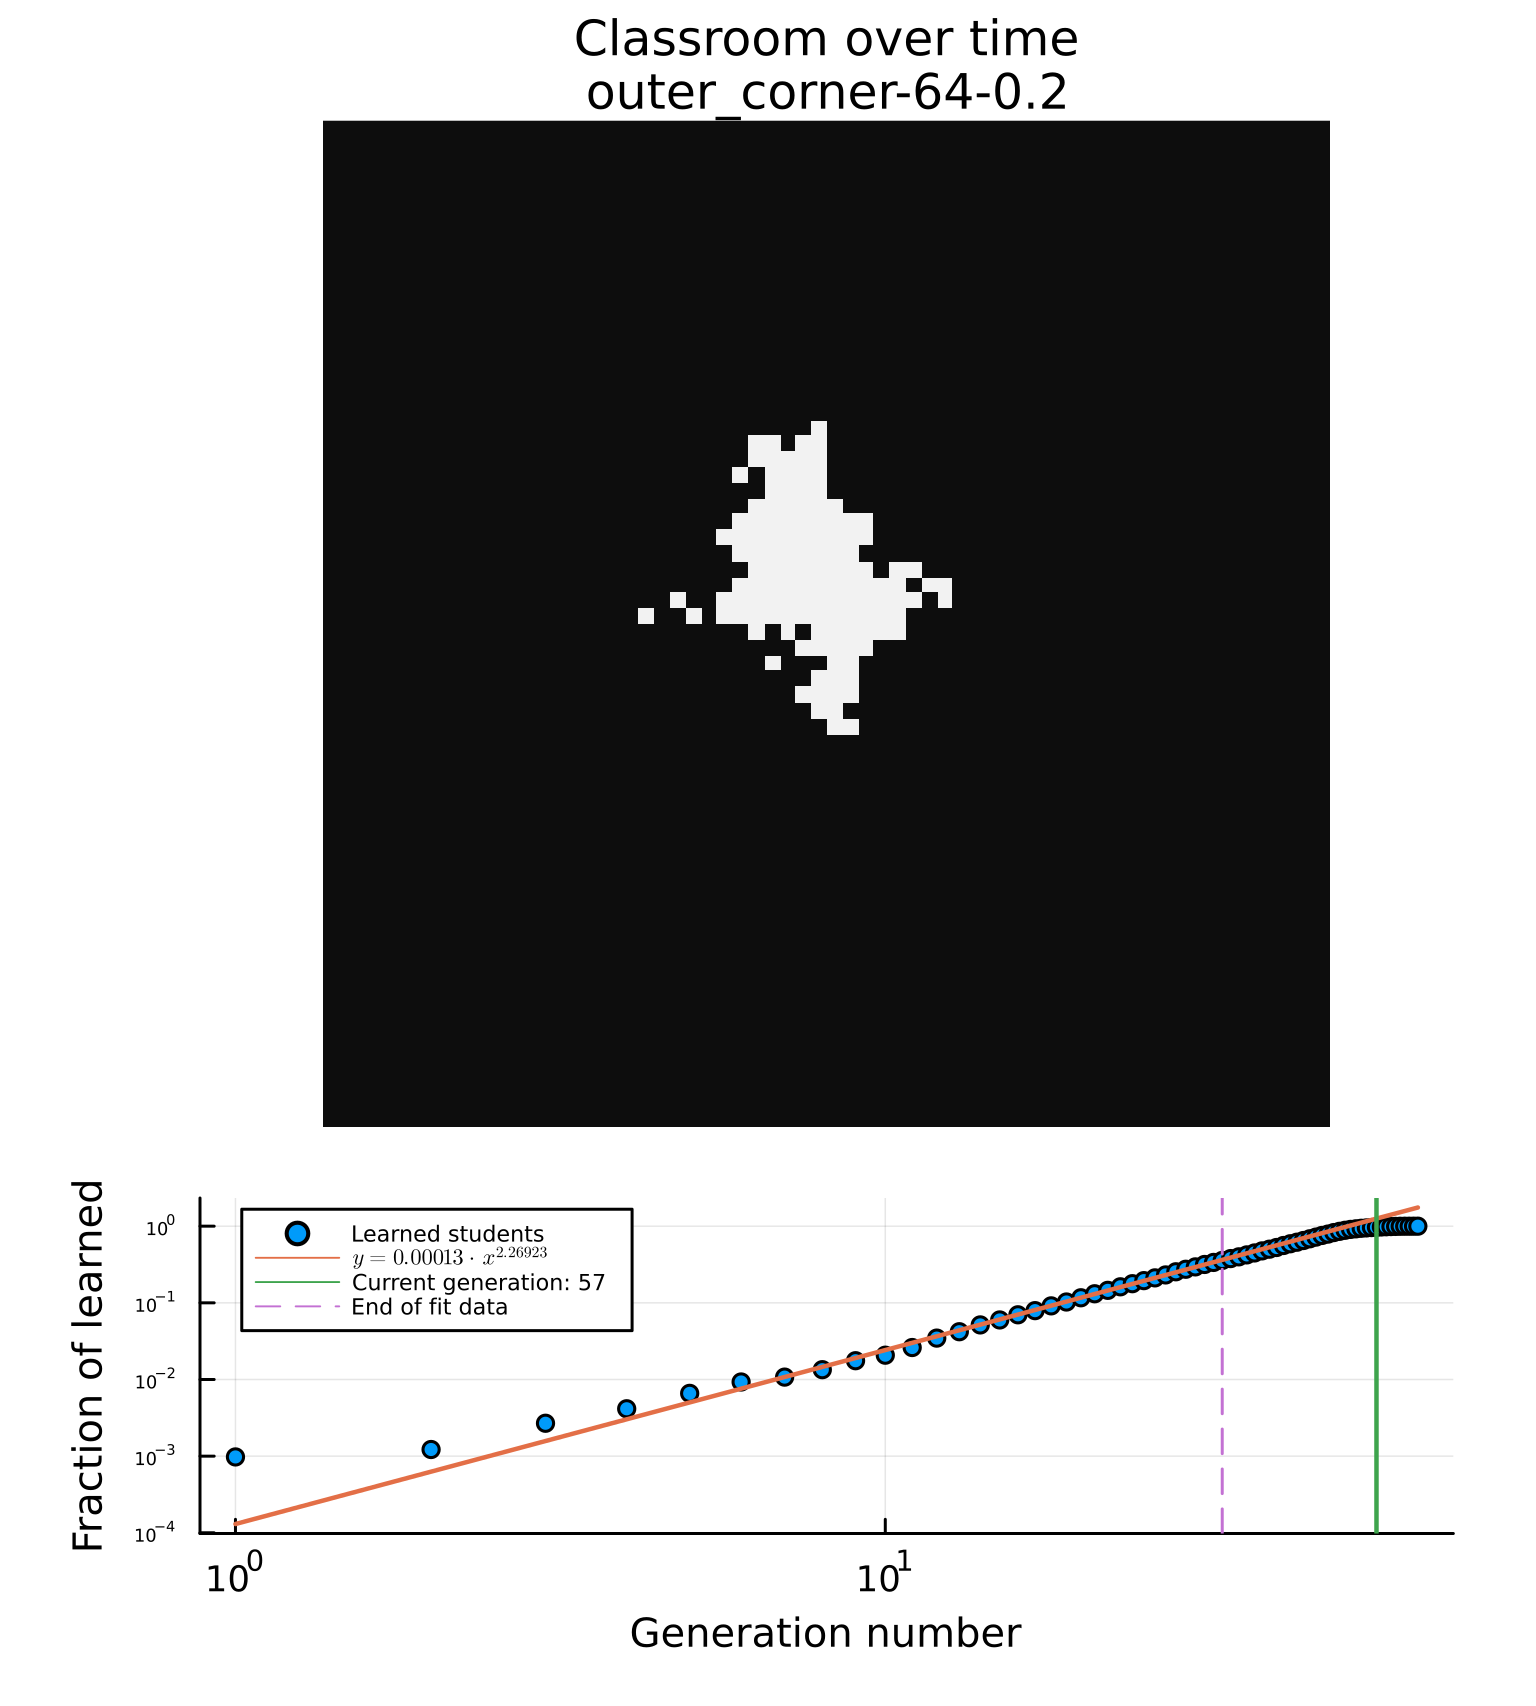 Classroom over time
outer_corner-64-0.2
Fraction of learned
10^0
10^-1
10^-2
10^-3
10^-4
Learned students
y = 0.00013 · x^2.26923
Current generation: 57
End of fit data
10^0
10^1
Generation number